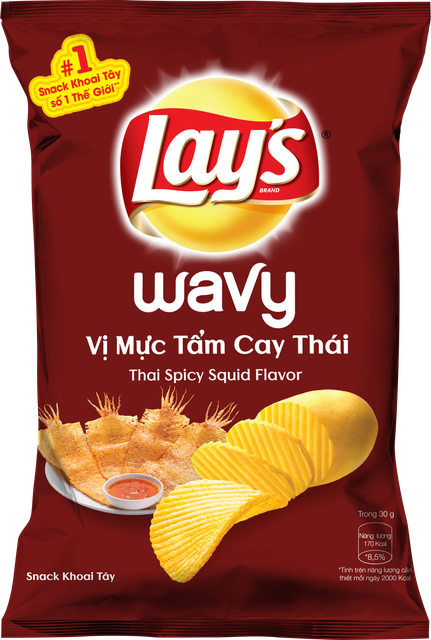 #1
Snack Khoai Tây
số 1 Thế Giới**
Lay's
BRAND
®
wavy
Vị Mực Tẩm Cay Thái
Thai Spicy Squid Flavor
Trong 30 g
Năng lượng
170 Kcal
*8,5%
*Tính trên năng lượng cần
thiết mỗi ngày 2000 Kcal
Snack Khoai Tây